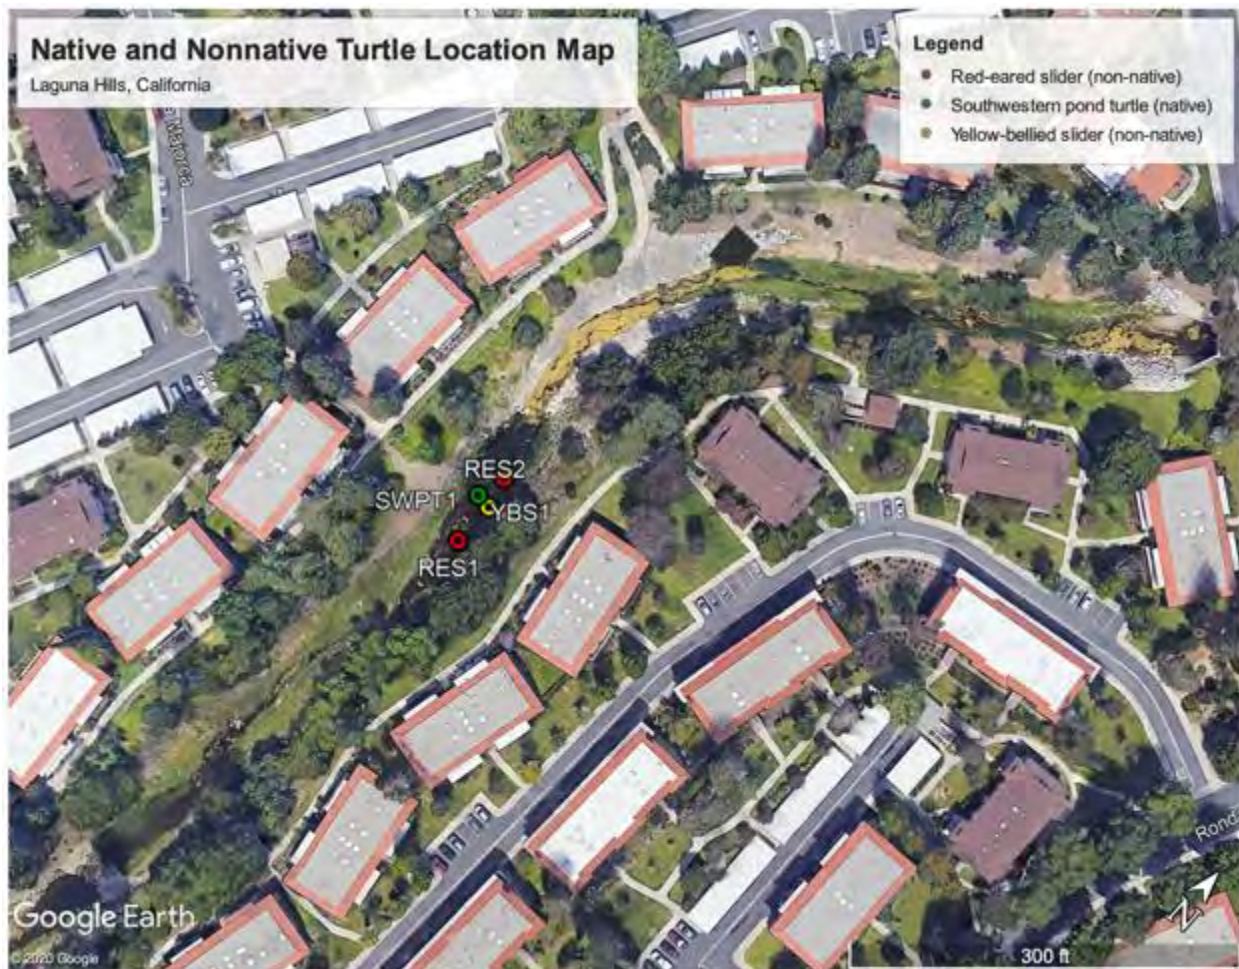 Native and Nonnative Turtle Location Map
Laguna Hills, California
Legend
Red-eared slider (non-native)
Southwestern pond turtle (native)
Yellow-bellied slider (non-native)
RES2
SWPT1
YBS1
RES1
Rond
N
Google Earth
© 2020 Google
300 ft